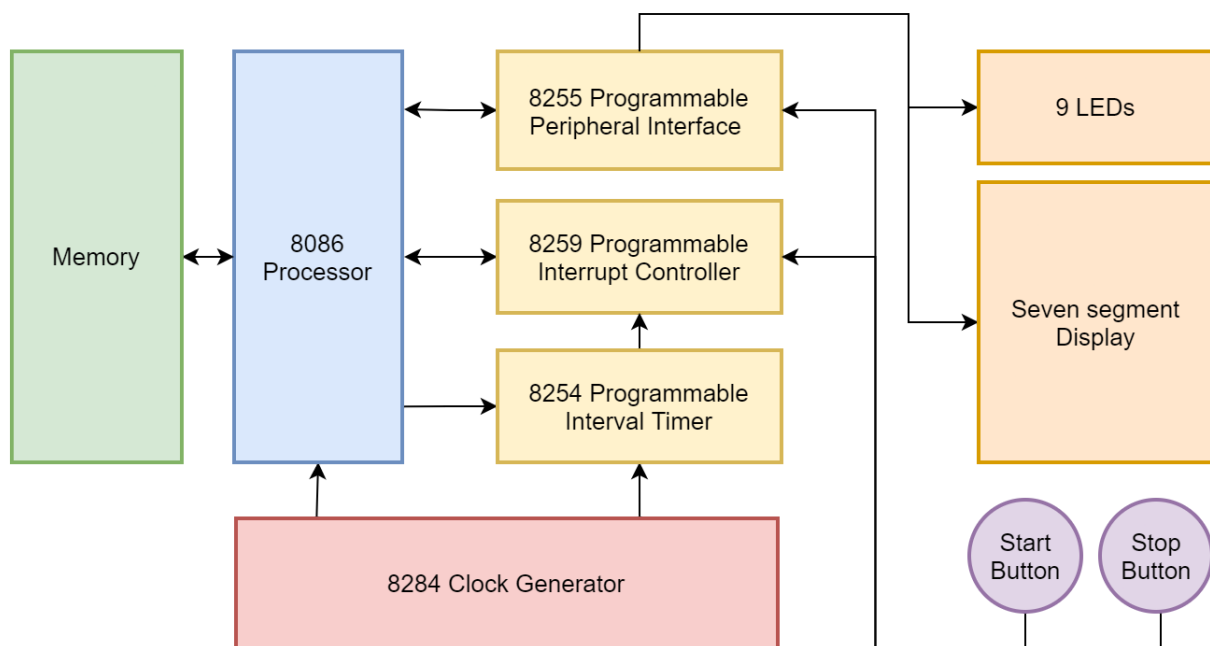 8255 Programmable
Peripheral Interface
9 LEDs
Memory
8086
Processor
8259 Programmable
Interrupt Controller
Seven segment
Display
8254 Programmable
Interval Timer
8284 Clock Generator
Start
Button
Stop
Button